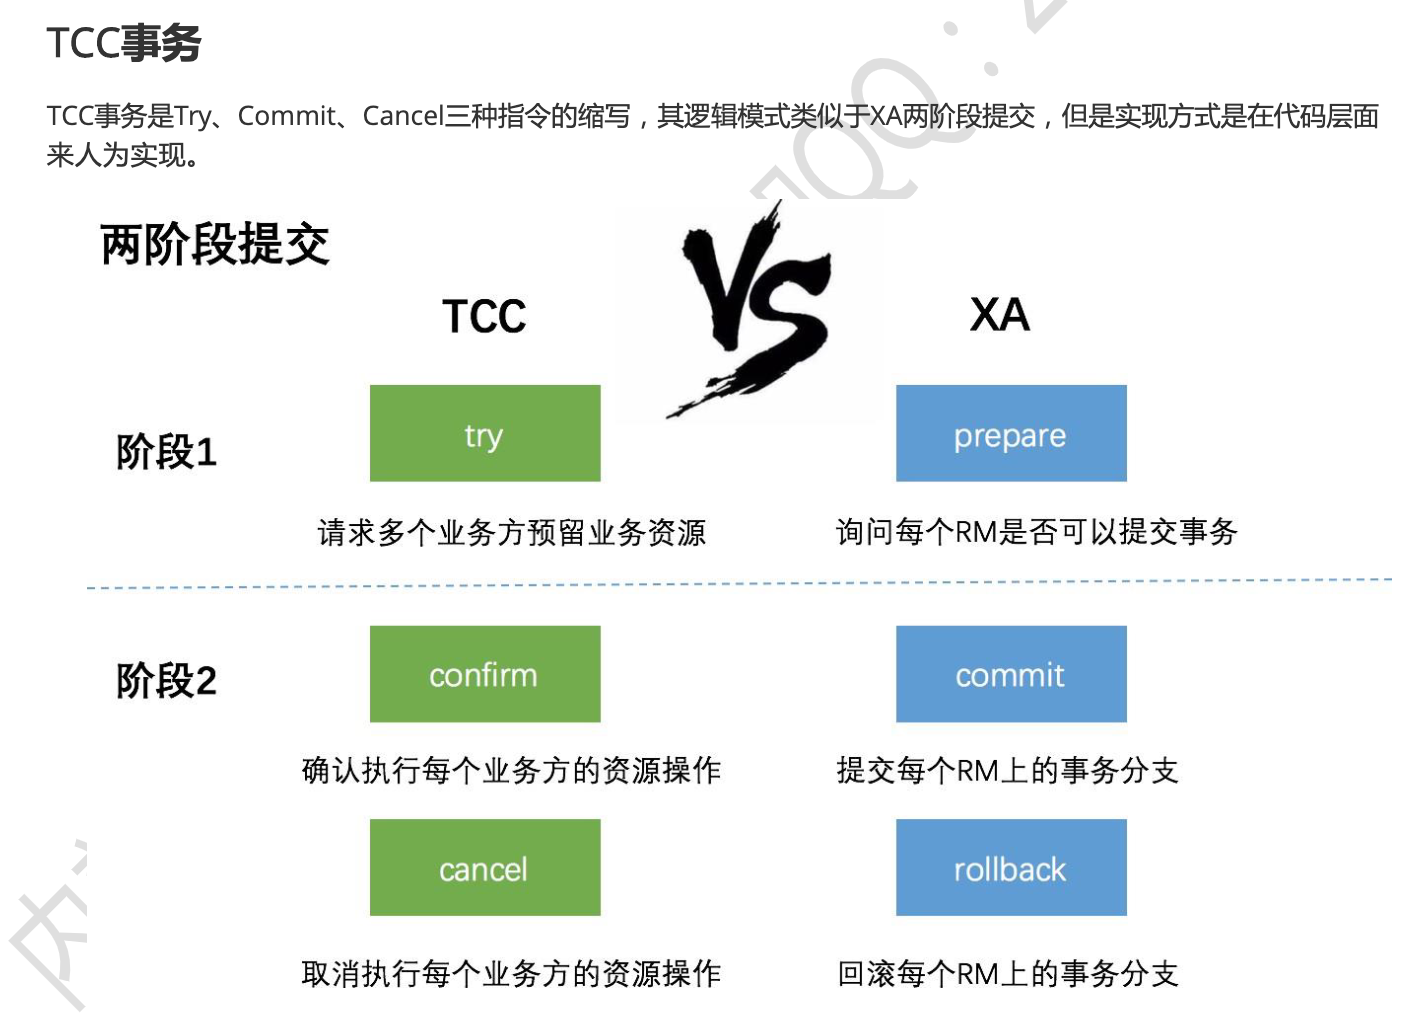 TCC事务
TCC事务是Try、Commit、Cancel三种指令的缩写，其逻辑模式类似于XA两阶段提交，但是实现方式是在代码层面
来人为实现。
两阶段提交
VS
TCC
XA
阶段1
try
prepare
请求多个业务方预留业务资源
询问每个RM是否可以提交事务
阶段2
confirm
commit
确认执行每个业务方的资源操作
提交每个RM上的事务分支
cancel
rollback
取消执行每个业务方的资源操作
回滚每个RM上的事务分支
QQ：
内